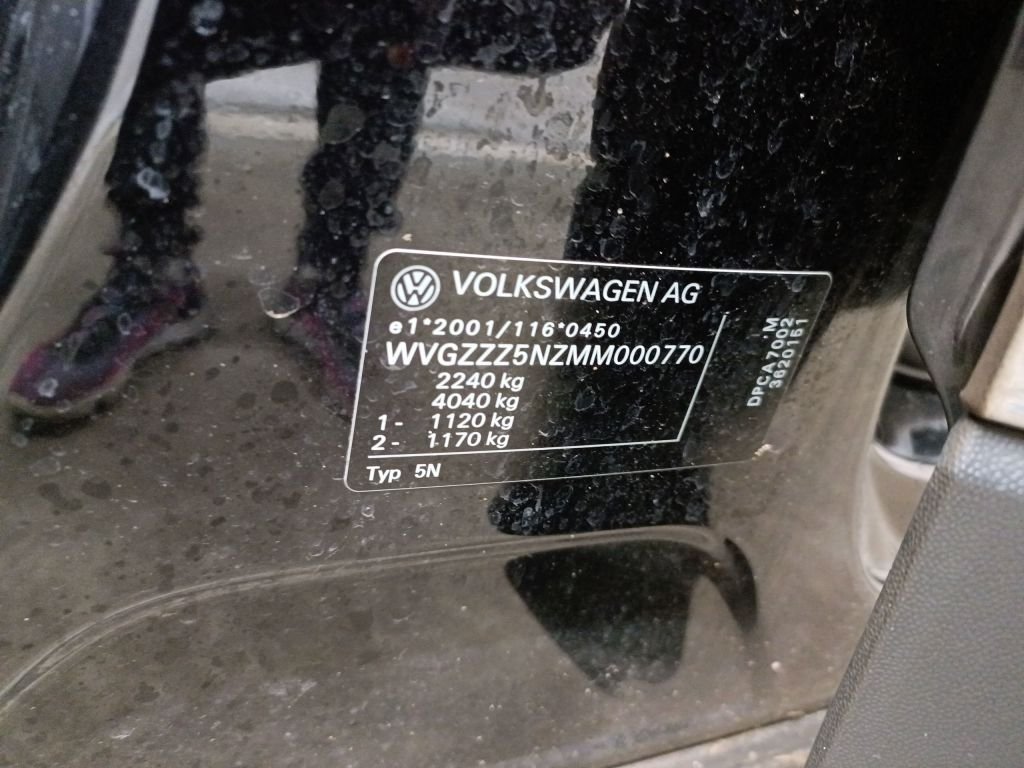 VOLKSWAGEN AG
e1*2001/116*0450
WVGZZZ5NZMM000770
2240 kg
4040 kg
1- 1120 kg
2- 1170 kg
Typ 5N
DPCA7002 .M
3620151